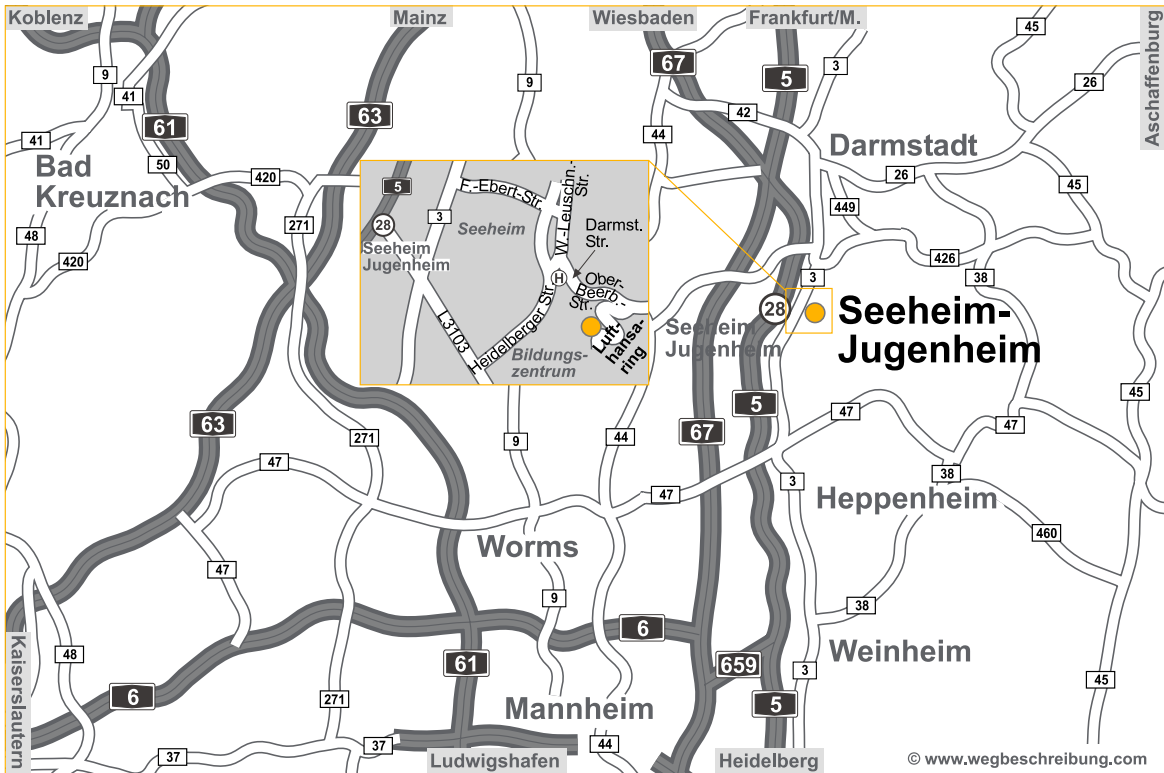 Koblenz
Mainz
Wiesbaden
Frankfurt/M.
Aschaffenburg
45
9
67
5
3
9
41
26
61
63
42
41
44
Bad
Kreuznach
50
Darmstadt
420
26
45
271
449
48
420
426
38
3
5
F.-Ebert-Str.
W.-Leuschn.-
Str.
3
28
Seeheim
Darmst.
Str.
Seeheim
Jugenheim
H
Ober-
Beerb.-
Str.
L3103
Heidelberger Str.
Luft-
hansa-
ring
Bildungs-
zentrum
28
Seeheim
Jugenheim
Seeheim-
Jugenheim
45
5
47
63
67
47
271
9
44
47
38
3
47
Heppenheim
460
Worms
47
9
38
6
48
61
659
Weinheim
3
45
6
271
Mannheim
5
37
37
44
Kaiserslautern
Ludwigshafen
Heidelberg
© www.wegbeschreibung.com